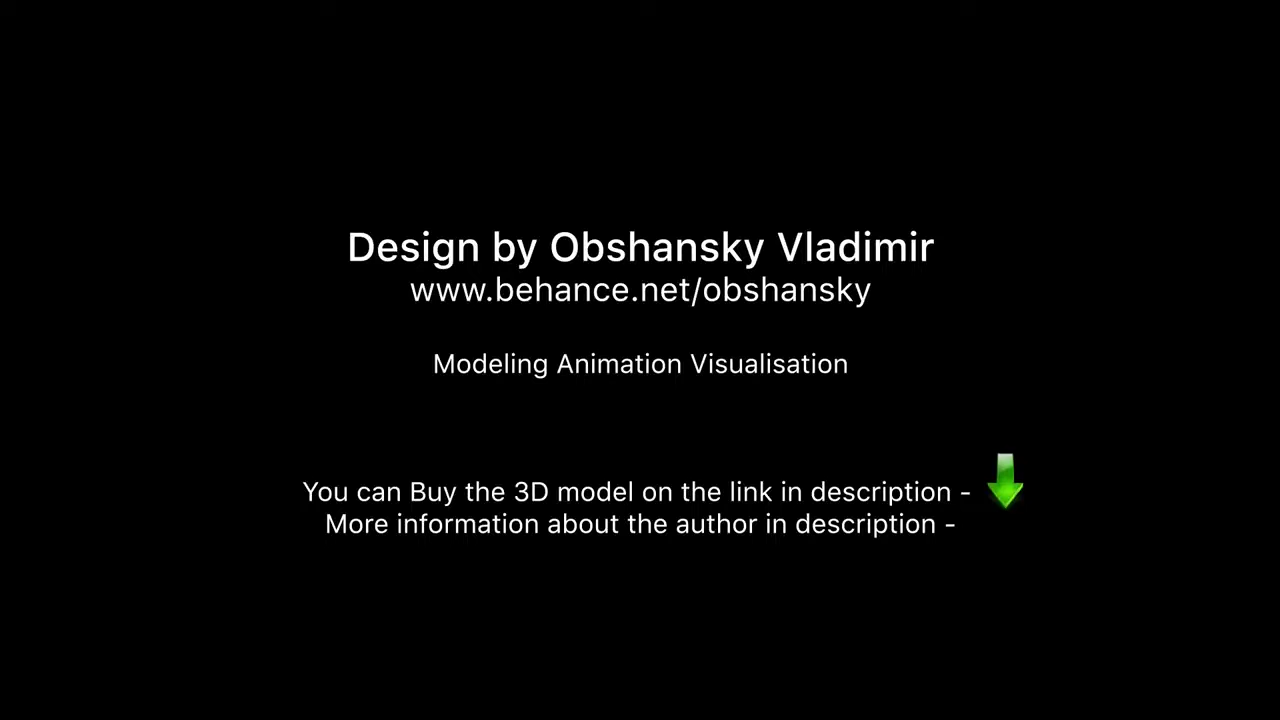 Design by Obshansky Vladimir
www.behance.net/obshansky
Modeling Animation Visualisation
You can Buy the 3D model on the link in description -
More information about the author in description -